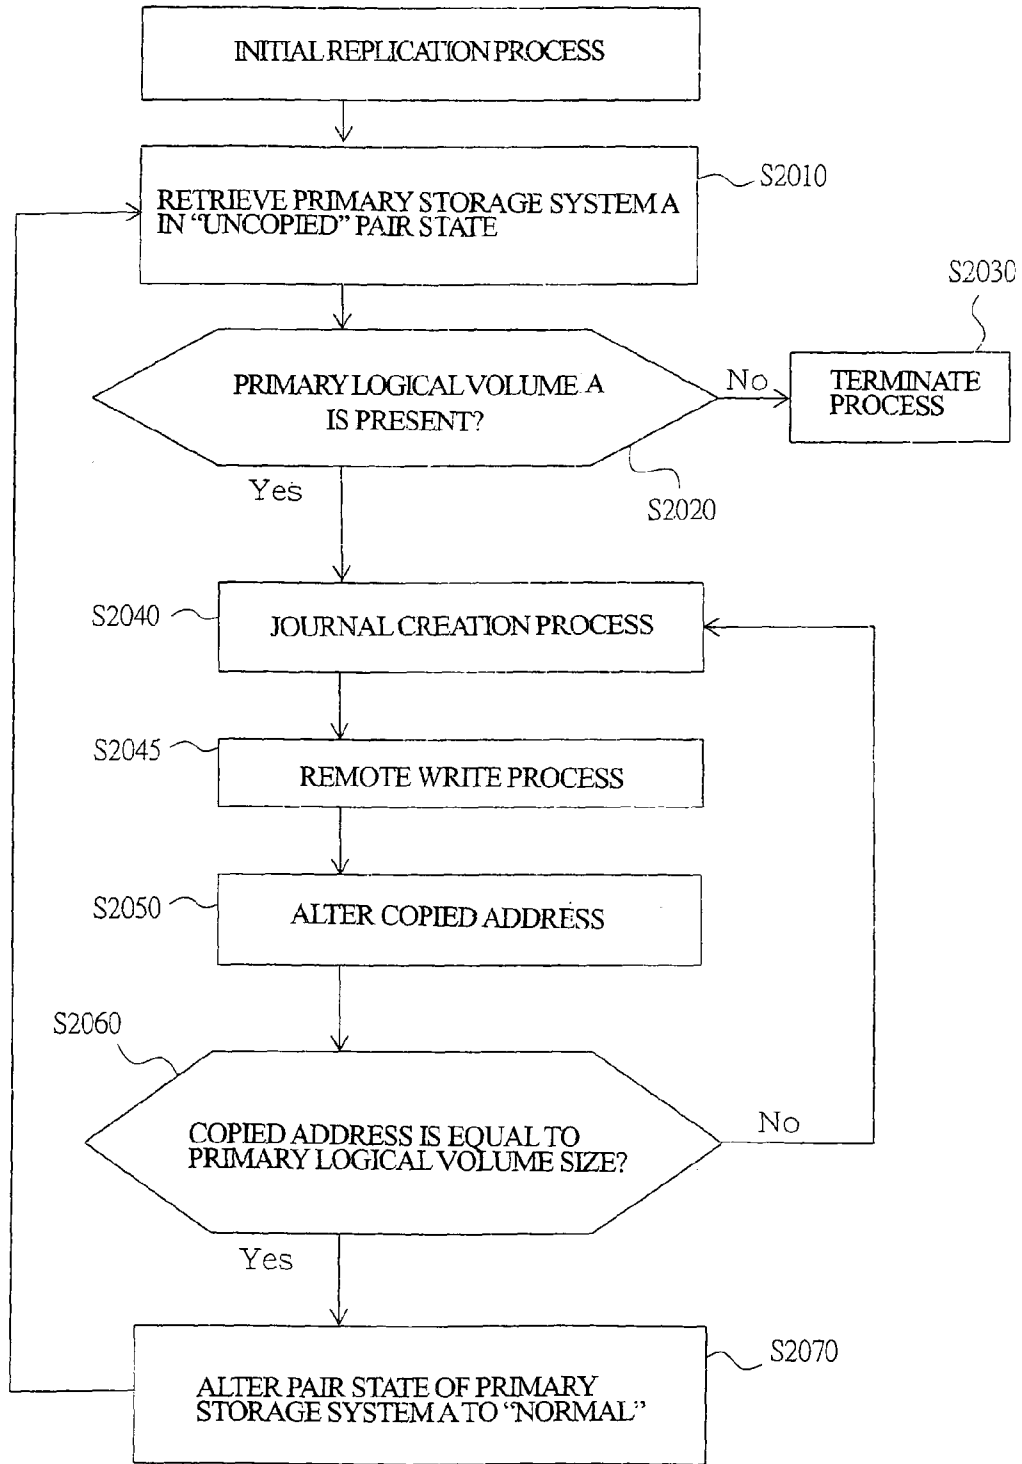 INITIAL REPLICATION PROCESS
S2010
RETRIEVE PRIMARY STORAGE SYSTEM A
IN “UNCOPIED” PAIR STATE
S2030
PRIMARY LOGICAL VOLUME A
IS PRESENT?
No
TERMINATE
PROCESS
Yes
S2020
S2040
JOURNAL CREATION PROCESS
S2045
REMOTE WRITE PROCESS
S2050
ALTER COPIED ADDRESS
S2060
COPIED ADDRESS IS EQUAL TO
PRIMARY LOGICAL VOLUME SIZE?
No
Yes
S2070
ALTER PAIR STATE OF PRIMARY
STORAGE SYSTEM A TO “NORMAL”